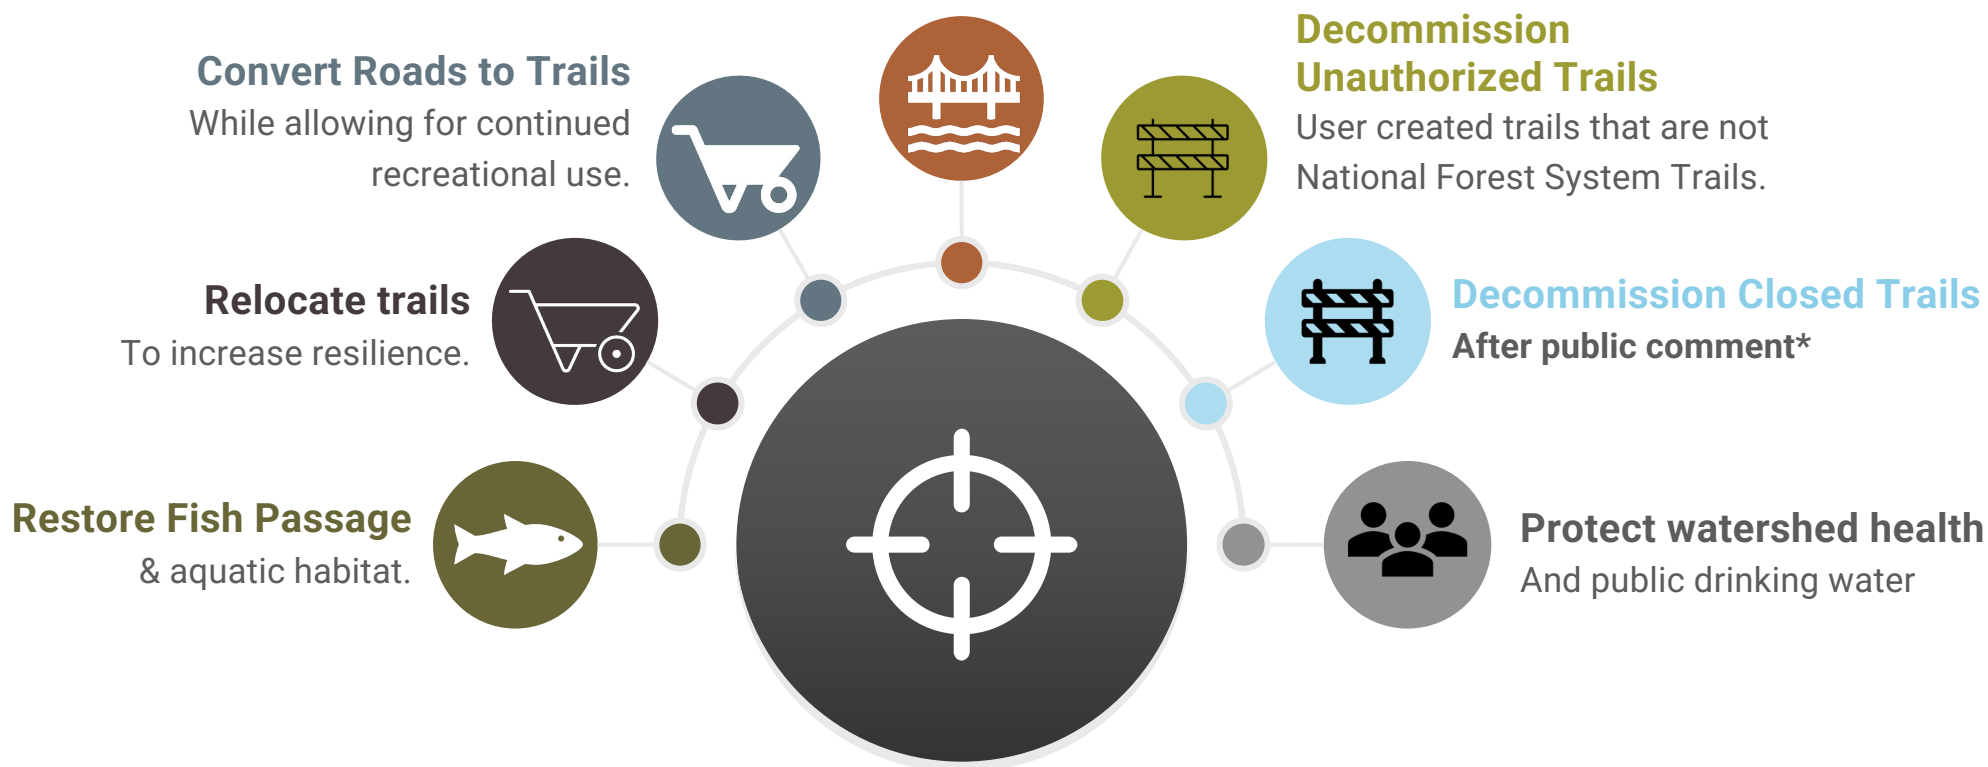 Convert Roads to Trails
While allowing for continued
recreational use.
Relocate trails
To increase resilience.
Restore Fish Passage
& aquatic habitat.
Decommission
Unauthorized Trails
User created trails that are not
National Forest System Trails.
Decommission Closed Trails
After public comment*
Protect watershed health
And public drinking water